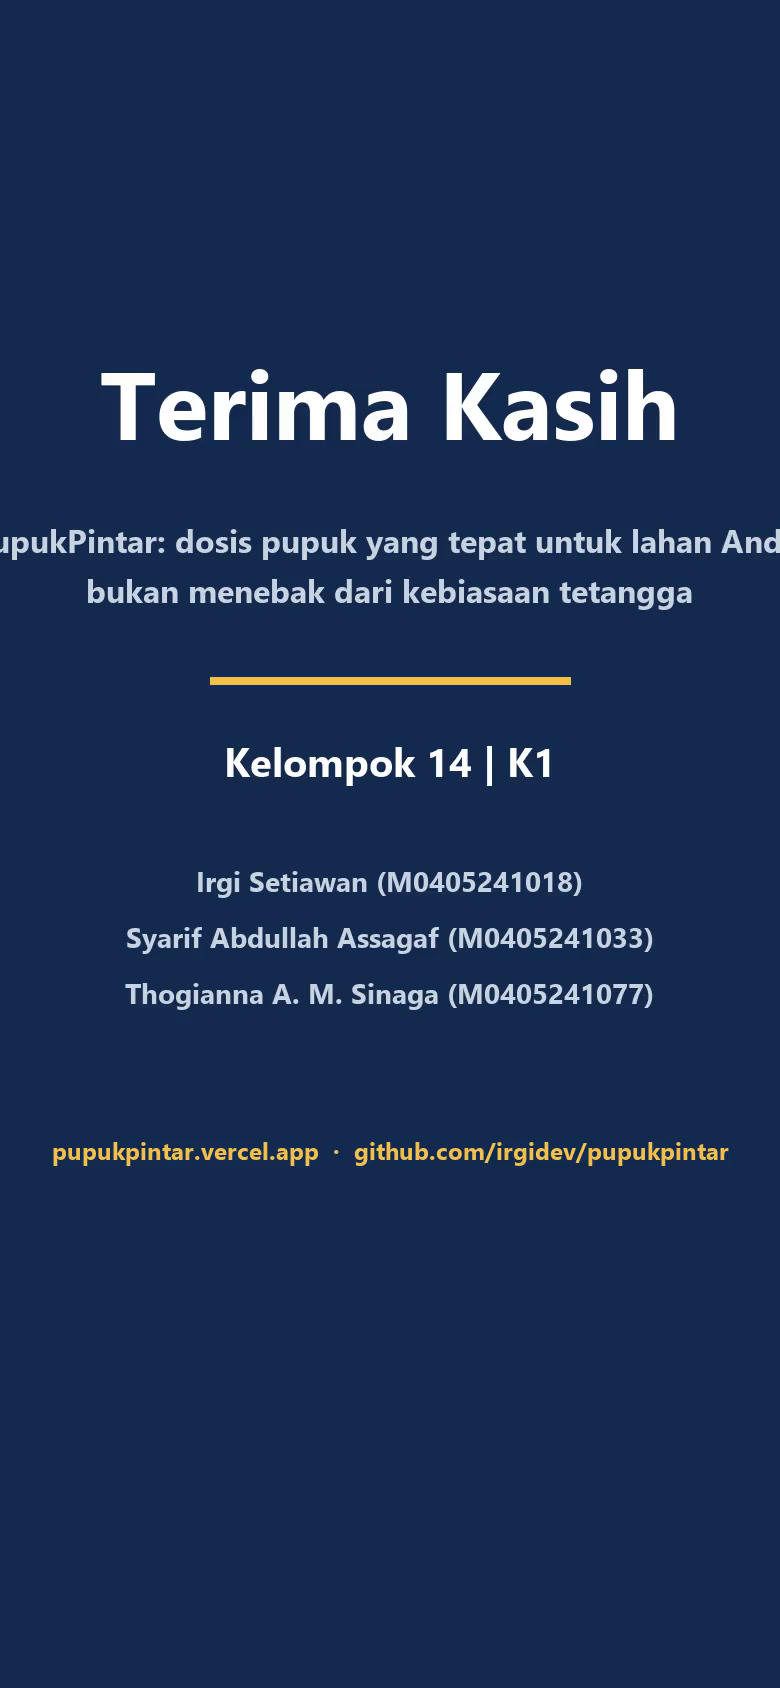 Terima Kasih
upukPintar: dosis pupuk yang tepat untuk lahan And
bukan menebak dari kebiasaan tetangga
Kelompok 14 | K1
Irgi Setiawan (M0405241018)
Syarif Abdullah Assagaf (M0405241033)
Thogianna A. M. Sinaga (M0405241077)
pupukpintar.vercel.app · github.com/irgidev/pupukpintar